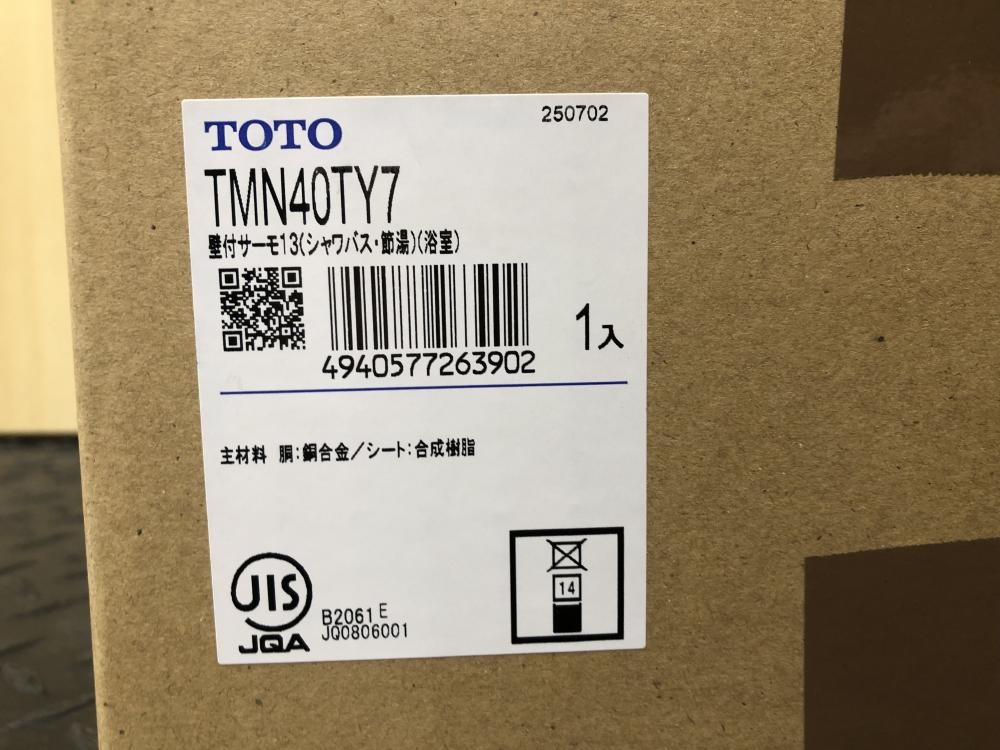 250702
TOTO
TMN40TY7
壁付サーモ13(シャワバス・節湯)(浴室)
4940577263902
1入
主材料 胴:銅合金/シート:合成樹脂
JIS
JQA
B2061 E
JQ0806001
14